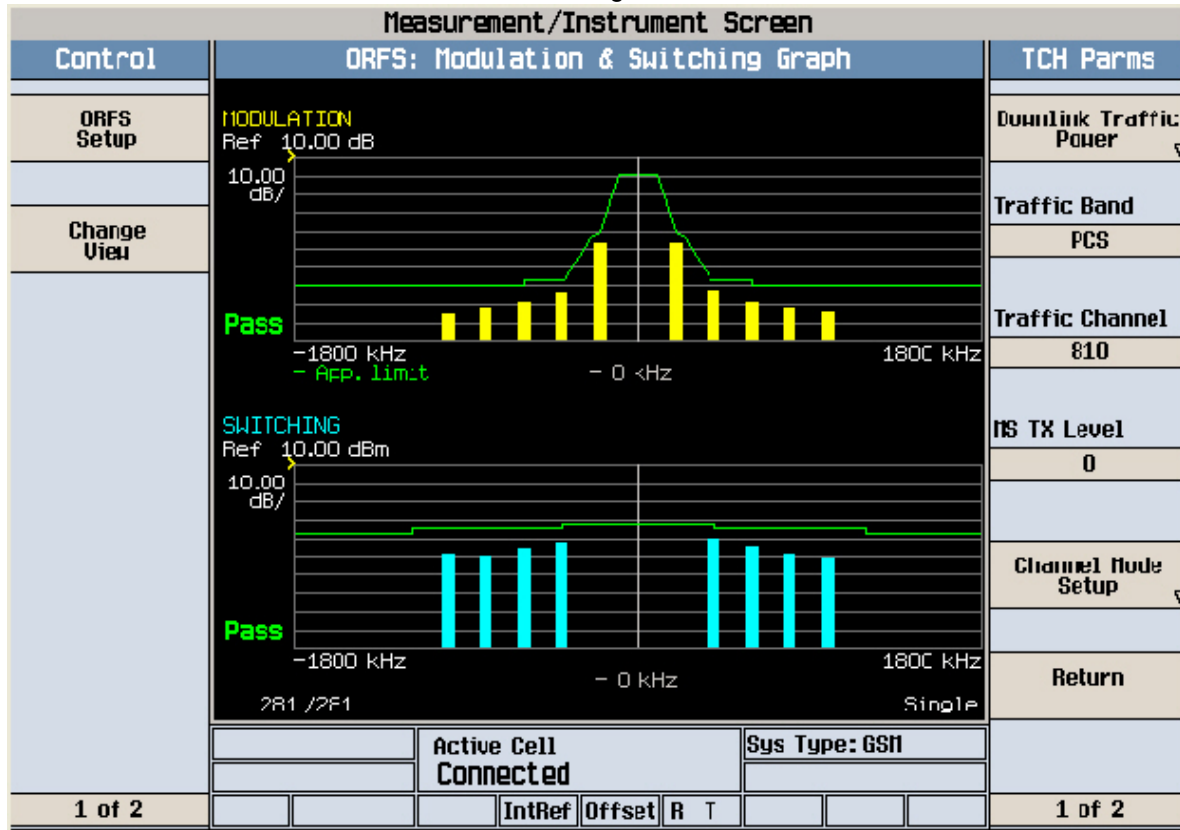 Measurement/Instrument Screen
Control
ORFS: Modulation & Switching Graph
TCH Parms
ORFS
Setup
Change
View
1 of 2
MODULATION
Ref 10.00 dB
10.00
dB/
Pass
-1800 kHz
1800 kHz
- App. limit
- 0 kHz
SWITCHING
Ref 10.00 dBm
10.00
dB/
Pass
-1800 kHz
1800 kHz
- 0 kHz
Single
Active Cell
Connected
Sys Type: GSM
IntRef
Offset
R T
Downlink Traffic
Power
Traffic Band
PCS
Traffic Channel
810
MS TX Level
0
Channel Mode
Setup
Return
1 of 2